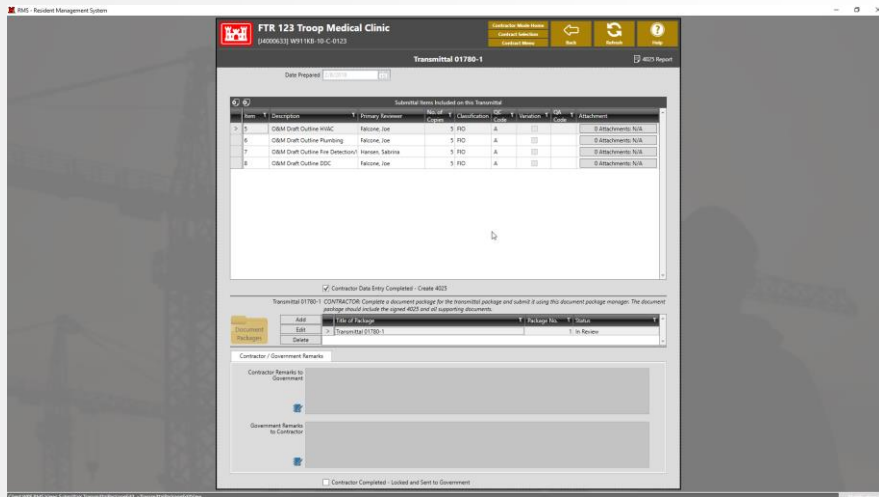 RMS - Resident Management System
FTR 123 Troop Medical Clinic
[J4000633] W911KB-10-C-0123
Contractor Mode Home
Contract Selection
Contract Menu
Back
Refresh
Help
Transmittal 01780-1
4025 Report
Date Prepared
Submittal Items Included on this Transmittal
Item Description Primary Reviewer No. of Copies Classification QC Code Variation QA Code Attachment
> 5 O&M Draft Outline HVAC Falcone, Joe 5 FIO A 0 Attachments: N/A
6 O&M Draft Outline Plumbing Falcone, Joe 5 FIO A 0 Attachments: N/A
7 O&M Draft Outline Fire Detection/ Hansen, Sabrina 5 FIO A 0 Attachments: N/A
8 O&M Draft Outline DDC Falcone, Joe 5 FIO A 0 Attachments: N/A
Contractor Data Entry Completed - Create 4025
Transmittal 01780-1 CONTRACTOR: Complete a document package for the transmittal package and submit it using this document package manager. The document
package should include the signed 4025 and all supporting documents.
Document Packages
Add
Edit
Delete
Title of Package Package No. Status
> Transmittal 01780-1 1 In Review
Contractor / Government Remarks
Contractor Remarks to
Government
Government Remarks
to Contractor
Contractor Completed - Locked and Sent to Government